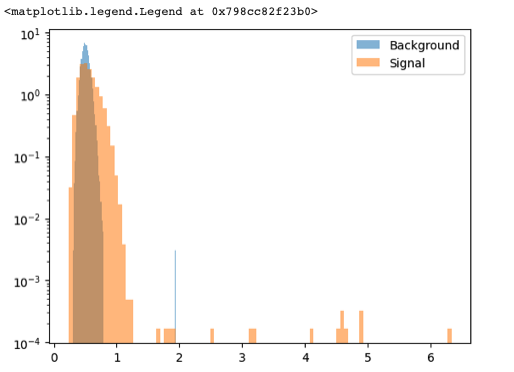 <matplotlib.legend.Legend at 0x798cc82f23b0>
10¹
10⁰
10⁻¹
10⁻²
10⁻³
10⁻⁴
Background
Signal
0 1 2 3 4 5 6